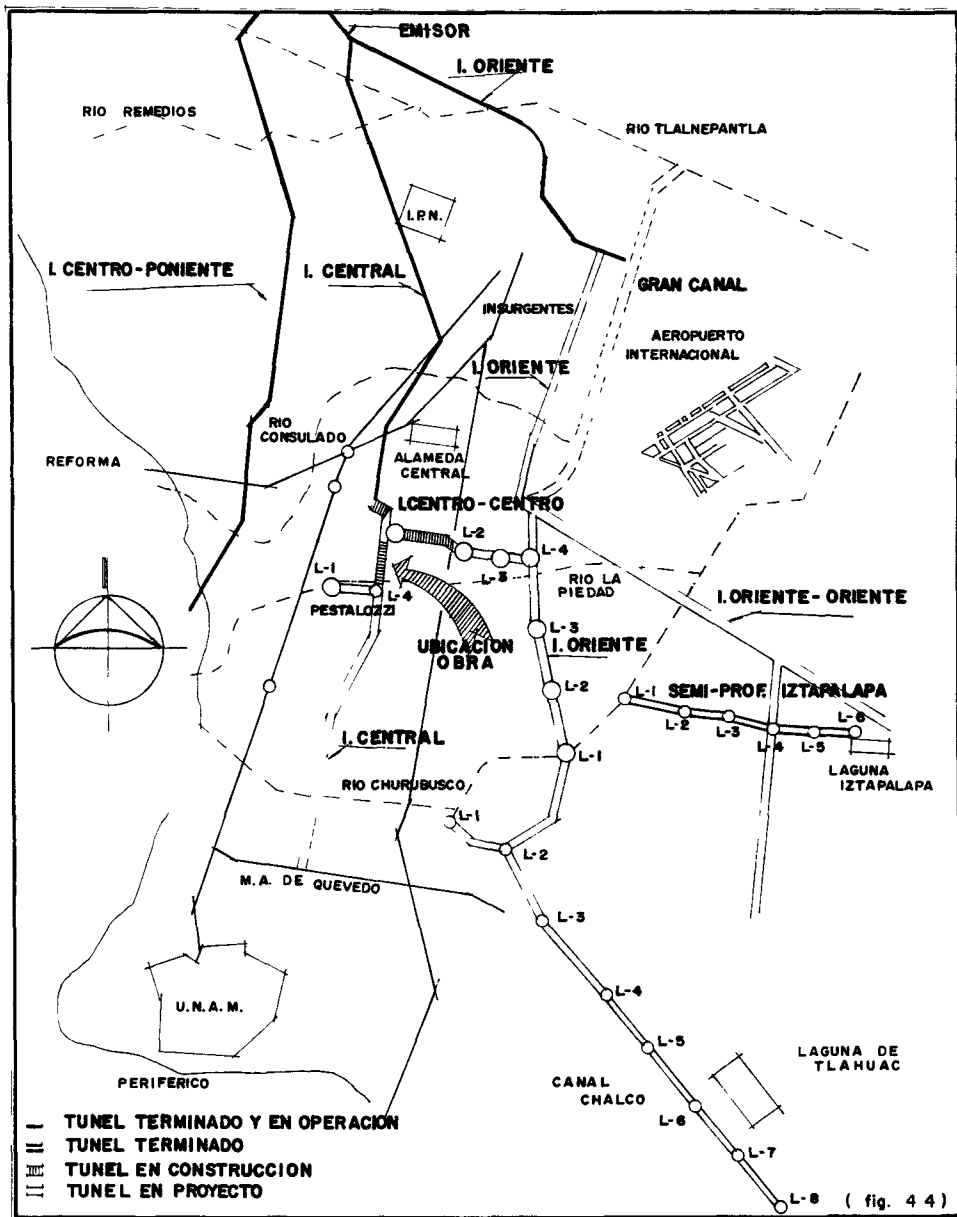 EMISOR
I. ORIENTE
RIO REMEDIOS
RIO TLALNEPANTLA
I.P.N.
I. CENTRO-PONIENTE
I. CENTRAL
GRAN CANAL
INSURGENTES
AEROPUERTO
INTERNACIONAL
I. ORIENTE
RIO
CONSULADO
REFORMA
ALAMEDA
CENTRAL
I.CENTRO-CENTRO
L-2
L-3
L-4
L-1
L-4
PESTALOZZI
RIO LA
PIEDAD
I.ORIENTE-ORIENTE
L-3
UBICACION
OBRA
I. ORIENTE
L-2
SEMI-PROF. IZTAPALAPA
L-1
L-2
L-3
L-4
L-5
L-6
I. CENTRAL
L-1
LAGUNA
IZTAPALAPA
RIO CHURUBUSCO
L-1
L-2
M.A. DE QUEVEDO
L-3
L-4
U.N.A.M.
L-5
LAGUNA DE
TLAHUAC
PERIFERICO
CANAL
CHALCO
L-6
L-7
L-8
TUNEL TERMINADO Y EN OPERACIÓN
TUNEL TERMINADO
TUNEL EN CONSTRUCCION
TUNEL EN PROYECTO
( fig. 4 4)